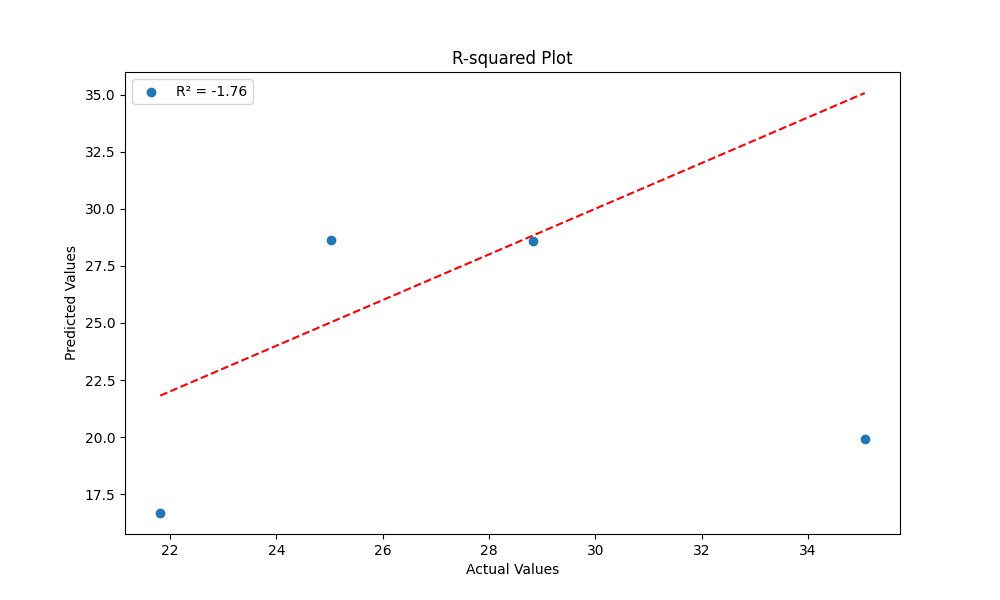 R-squared Plot
R² = -1.76
35.0
32.5
30.0
27.5
25.0
22.5
20.0
17.5
Predicted Values
22 24 26 28 30 32 34
Actual Values